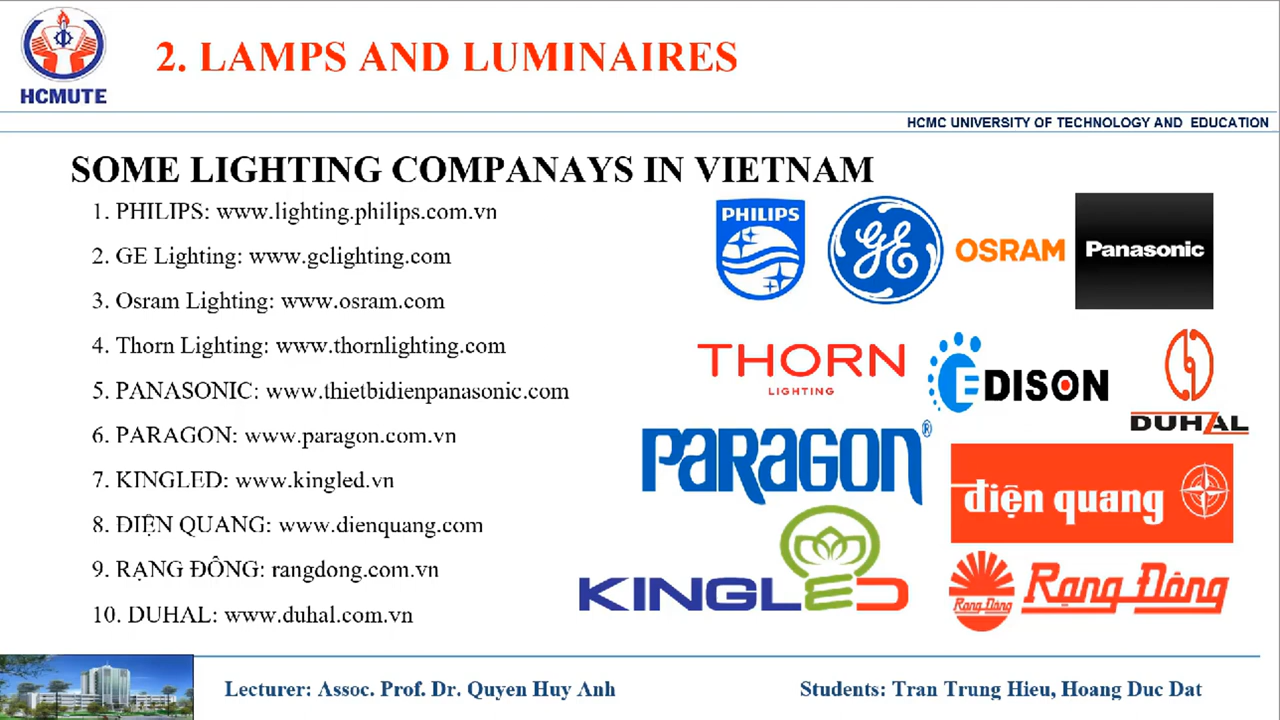 2. LAMPS AND LUMINAIRES
HCMUTE
HCMC UNIVERSITY OF TECHNOLOGY AND EDUCATION
SOME LIGHTING COMPANAYS IN VIETNAM
1. PHILIPS: www.lighting.philips.com.vn
2. GE Lighting: www.gelighting.com
3. Osram Lighting: www.osram.com
4. Thorn Lighting: www.thornlighting.com
5. PANASONIC: www.thietbidienpanasonic.com
6. PARAGON: www.paragon.com.vn
7. KINGLED: www.kingled.vn
8. ĐIỆN QUANG: www.dienquang.com
9. RẠNG ĐÔNG: rangdong.com.vn
10. DUHAL: www.duhal.com.vn
PHILIPS
GE
OSRAM
Panasonic
THORN
LIGHTING
EDISON
DUHAL
PARAGON®
điện quang
KINGLED
Rạng Đông
Rạng Đông
Lecturer: Assoc. Prof. Dr. Quyen Huy Anh
Students: Tran Trung Hieu, Hoang Duc Dat